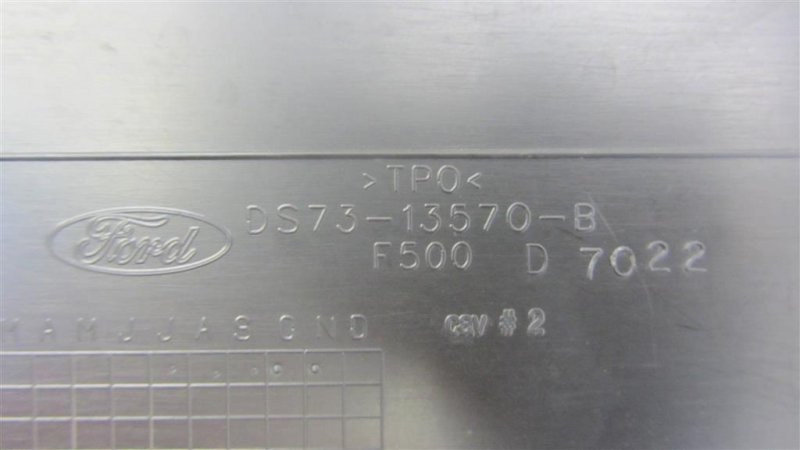 >TPO<
Ford DS73-13570-B
F500 D 7022
MAMJJASOND cav # 2